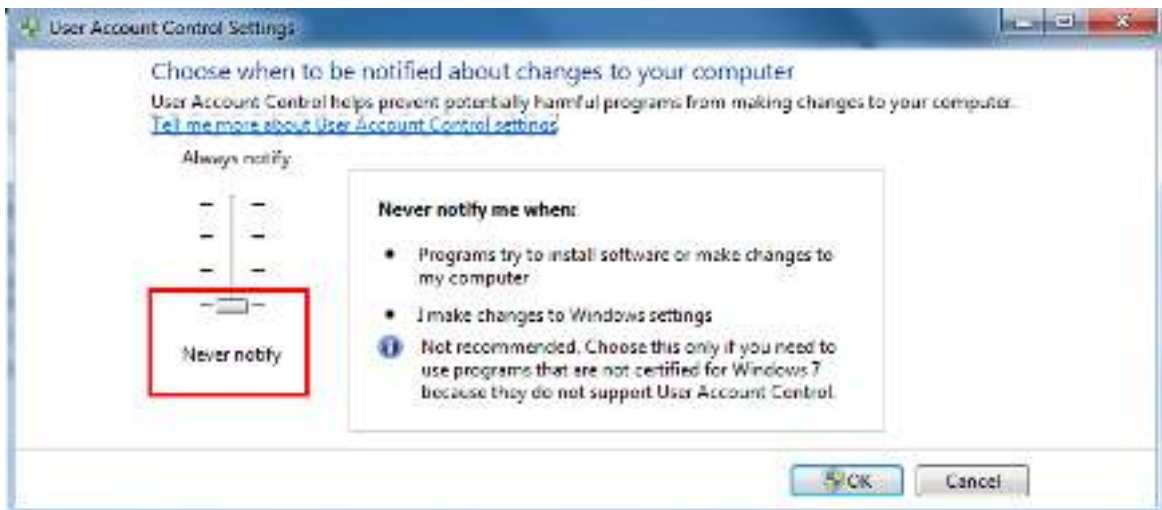 User Account Control Settings
Choose when to be notified about changes to your computer
User Account Control helps prevent potentially harmful programs from making changes to your computer.
Tell me more about User Account Control settings
Always notify
Never notify me when:
• Programs try to install software or make changes to
my computer
• I make changes to Windows settings
Never notify
Not recommended. Choose this only if you need to
use programs that are not certified for Windows 7
because they do not support User Account Control.
OK Cancel